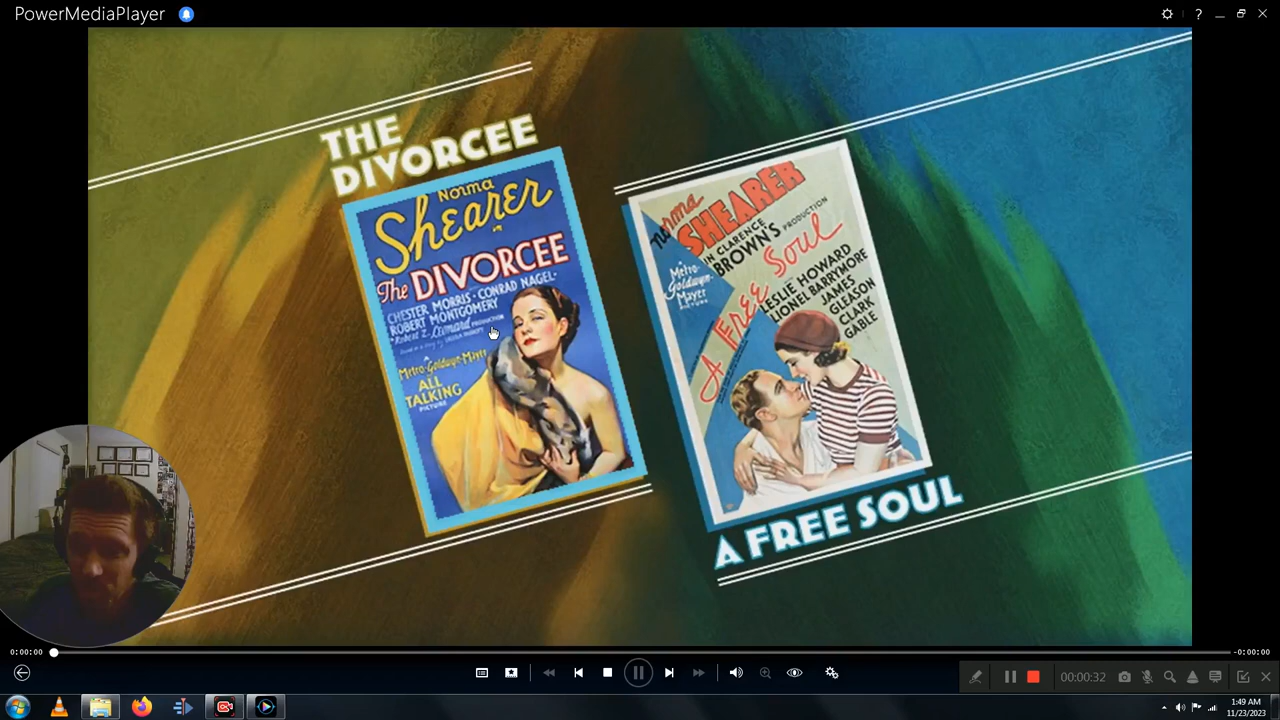 PowerMediaPlayer
?
THE
DIVORCEE
Norma
Shearer
in
The DIVORCEE
CHESTER MORRIS · CONRAD NAGEL
ROBERT MONTGOMERY
Robert Z. Leonard PRODUCTION
A
Metro-Goldwyn-Mayer
ALL
TALKING
PICTURE
Norma
SHEARER
IN CLARENCE
BROWN'S PRODUCTION
A Free Soul
A
Metro-
Goldwyn-
Mayer
PICTURE
LESLIE HOWARD
LIONEL BARRYMORE
JAMES
GLEASON
CLARK
GABLE
A FREE SOUL
0:00:00
-0:00:00
00:00:32
1:49 AM
11/23/2023